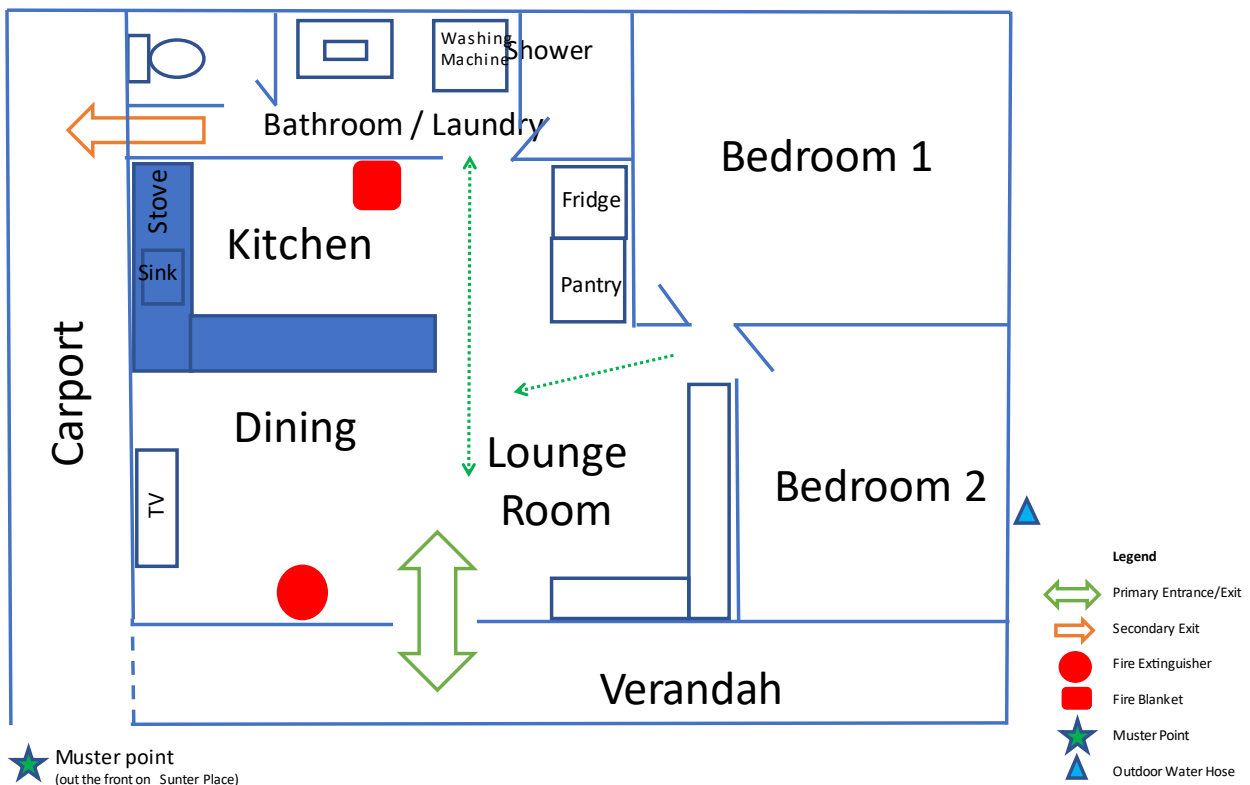 Washing
Machine
Shower
Bathroom / Laundry
Bedroom 1
Stove
Fridge
Kitchen
Sink
Pantry
Carport
Dining
Lounge
Room
Bedroom 2
TV
Verandah
Legend
Primary Entrance/Exit
Secondary Exit
Fire Extinguisher
Fire Blanket
Muster Point
Outdoor Water Hose
Muster point
(out the front on Sunter Place)